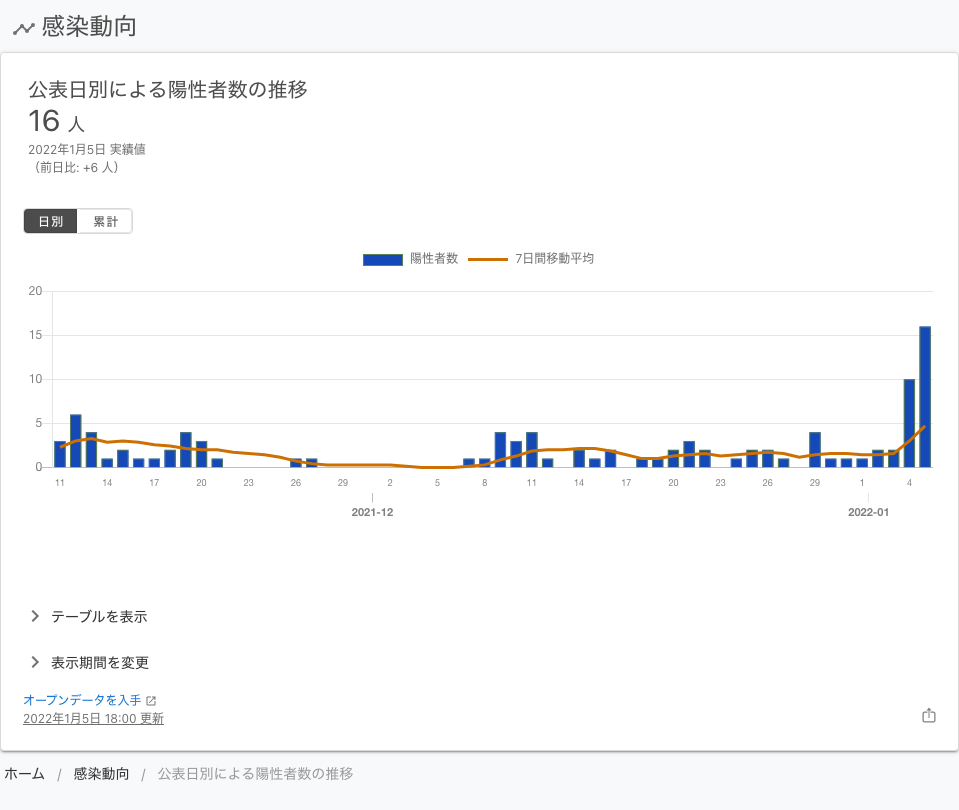 感染動向
公表日別による陽性者数の推移
16 人
2022年1月5日 実績値
（前日比: +6 人）
日別 累計
陽性者数 7日間移動平均
20
15
10
5
0
11 14 17 20 23 26 29 2 5 8 11 14 17 20 23 26 29 1 4
2021-12 2022-01
テーブルを表示
表示期間を変更
オープンデータを入手
2022年1月5日 18:00 更新
ホーム / 感染動向 / 公表日別による陽性者数の推移